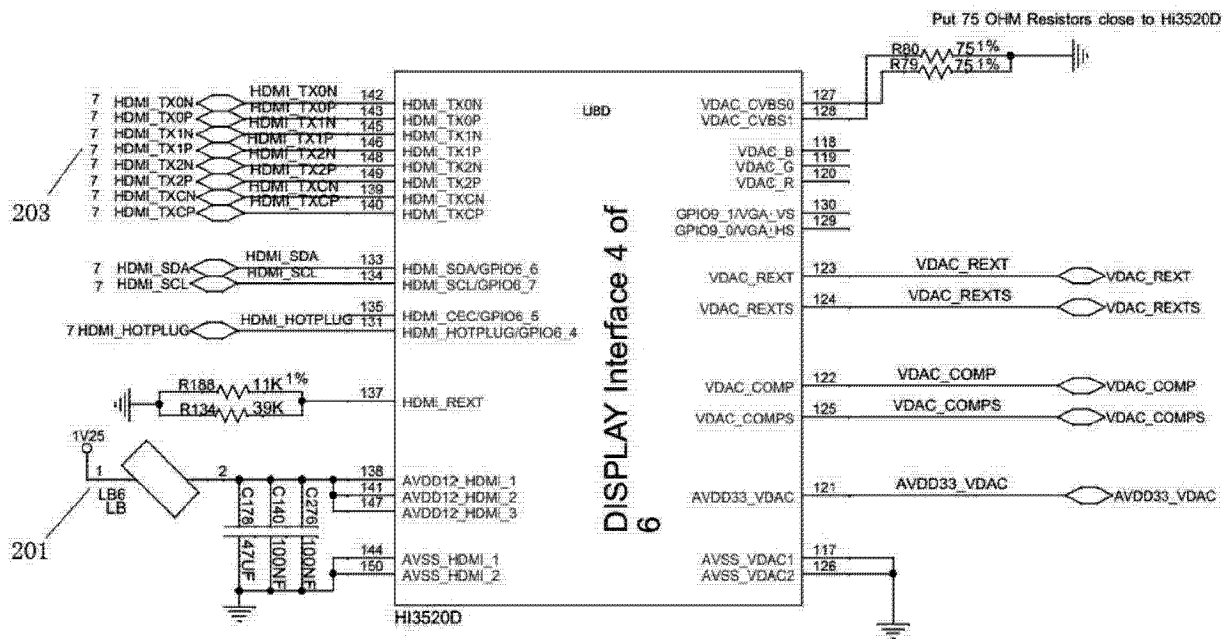 Put 75 OHM Resistors close to Hi3520D
R80 75 1%
R79 75 1%
U8D
7 HDMI_TX0N HDMI_TX0N 142 HDMI_TX0N
7 HDMI_TX0P HDMI_TX0P 143 HDMI_TX0P
7 HDMI_TX1N HDMI_TX1N 145 HDMI_TX1N
7 HDMI_TX1P HDMI_TX1P 146 HDMI_TK1P
7 HDMI_TX2N HDMI_TX2N 148 HDMI_TK2N
7 HDMI_TX2P HDMI_TX2P 149 HDMI_TK2P
7 HDMI_TXCN HDMI_TXCN 139 HDMI_TXCN
7 HDMI_TXCP HDMI_TXCP 140 HDMI_TXCP
203
7 HDMI_SDA HDMI_SDA 133 HDMI_SDA/GPIO6_6
7 HDMI_SCL HDMI_SCL 134 HDMI_SCL/GPIO6_7
135 HDMI_CEC/GPIO6_5
7 HDMI_HOTPLUG HDMI_HOTPLUG 131 HDMI_HOTPLUG/GPIO6_4
R188 11K 1%
R134 39K
137 HDMI_REXT
1V25
1 2
LB6
LB
201
138 AVDD12_HDMI_1
141 AVDD12_HDMI_2
147 AVDD12_HDMI_3
C178 47UF
C140 100NF
C276 100NF
144 AVSS_HDMI_1
150 AVSS_HDMI_2
HI3520D
DISPLAY Interface 4 of
6
VDAC_CVBS0 127
VDAC_CVBS1 128
VDAC_B 118
VDAC_G 119
VDAC_R 120
GPIO9_1/VGA_VS 130
GPIO9_0/VGA_HS 129
VDAC_REXT 123 VDAC_REXT VDAC_REXT
VDAC_REXTS 124 VDAC_REXTS VDAC_REXTS
VDAC_COMP 122 VDAC_COMP VDAC_COMP
VDAC_COMPS 125 VDAC_COMPS VDAC_COMPS
AVDD33_VDAC 121 AVDD33_VDAC AVDD33_VDAC
AVSS_VDAC1 117
AVSS_VDAC2 126